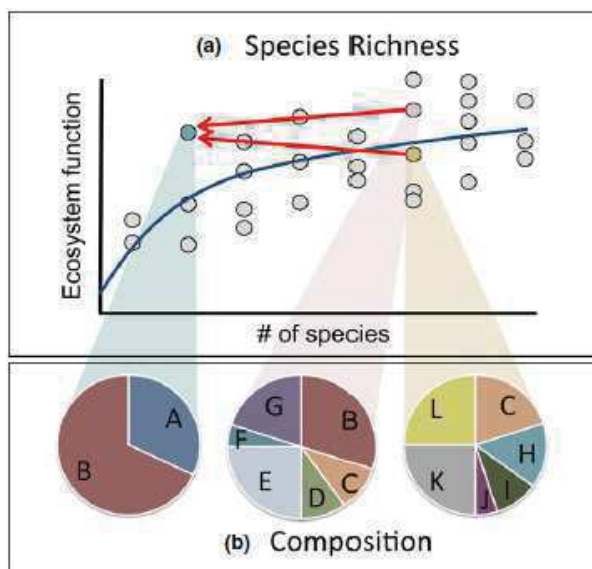 (a) Species Richness
Ecosystem function
# of species
A
B
G
B
F
E
D
C
L
C
H
K
J
I
(b) Composition